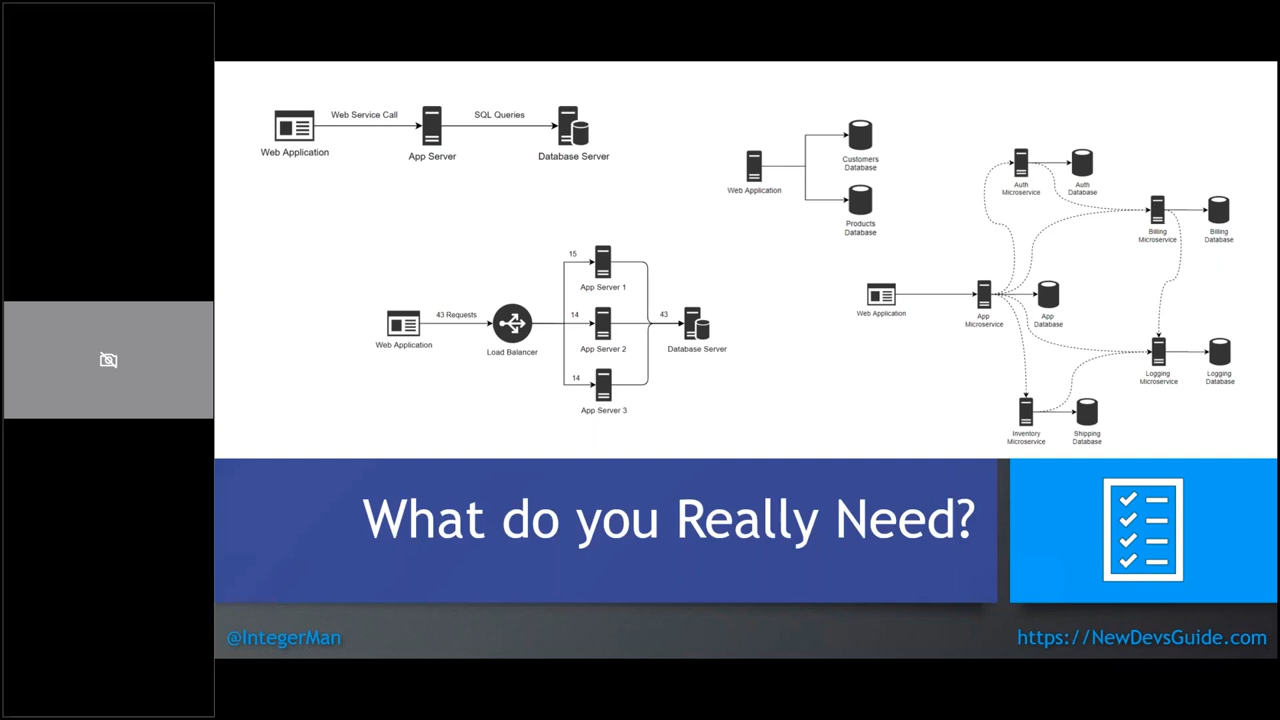 Web Service Call
SQL Queries
Web Application
App Server
Database Server
Web Application
Customers
Database
Products
Database
43 Requests
15
14
14
43
Web Application
Load Balancer
App Server 1
App Server 2
App Server 3
Database Server
Auth
Microservice
Auth
Database
Billing
Microservice
Billing
Database
Web Application
App
Microservice
App
Database
Logging
Microservice
Logging
Database
Inventory
Microservice
Shipping
Database
What do you Really Need?
@IntegerMan
https://NewDevsGuide.com